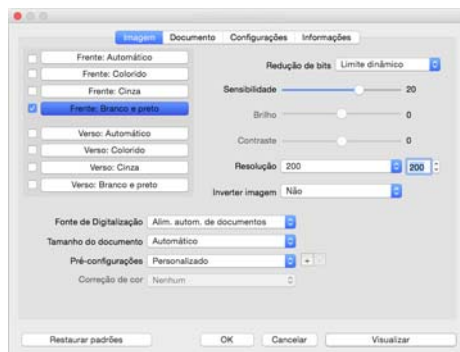 Imagem Documento Configurações Informações
Frente: Automático
Frente: Colorido
Frente: Cinza
Frente: Branco e preto
Verso: Automático
Verso: Colorido
Verso: Cinza
Verso: Branco e preto
Redução de bits Limite dinâmico
Sensibilidade 20
Brilho 0
Contraste 0
Resolução 200 200
Inverter imagem Não
Fonte de Digitalização Alim. autom. de documentos
Tamanho do documento Automático
Pré-configurações Personalizado + -
Correção de cor Nenhum
Restaurar padrões OK Cancelar Visualizar